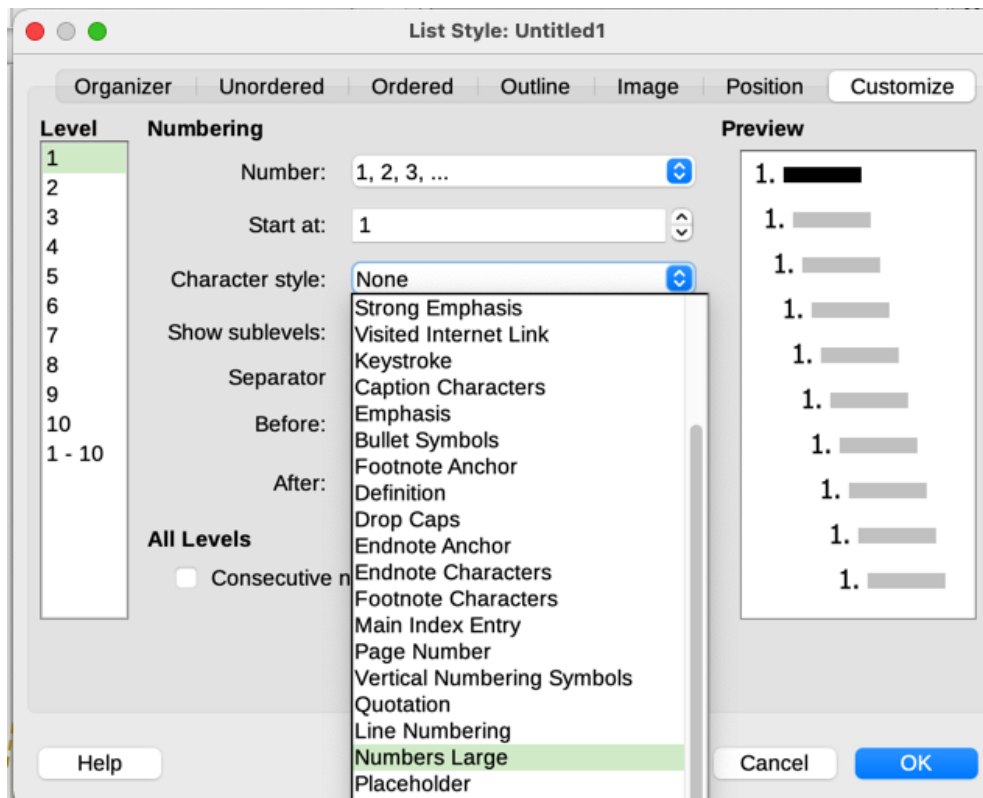 List Style: Untitled1
Organizer Unordered Ordered Outline Image Position Customize
Level
1
2
3
4
5
6
7
8
9
10
1 - 10
Numbering
Number: 1, 2, 3, ...
Start at: 1
Character style: None
Show sublevels:
Separator
Before:
After:
All Levels
Consecutive n
Strong Emphasis
Visited Internet Link
Keystroke
Caption Characters
Emphasis
Bullet Symbols
Footnote Anchor
Definition
Drop Caps
Endnote Anchor
Endnote Characters
Footnote Characters
Main Index Entry
Page Number
Vertical Numbering Symbols
Quotation
Line Numbering
Numbers Large
Placeholder
Preview
1.
1.
1.
1.
1.
1.
1.
1.
1.
1.
Help Cancel OK